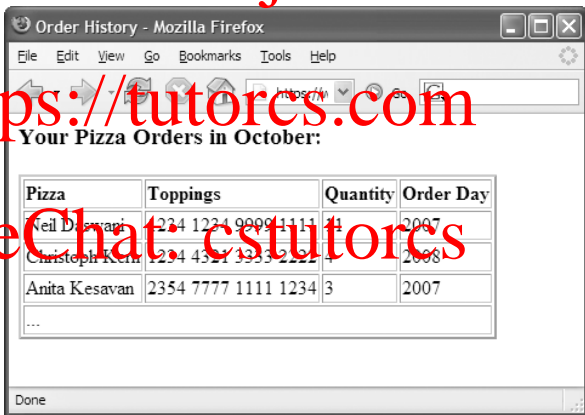 Order History - Mozilla Firefox
File Edit View Go Bookmarks Tools Help
https://w Go G
ps://tutorcs.com
Your Pizza Orders in October:
Pizza Toppings Quantity Order Day
Neil Daswani 1234 1234 9999 1111 11 2007
eChat: cstutorcs
Christoph Kern 1234 4321 3333 2222 4 2008
Anita Kesavan 2354 7777 1111 1234 3 2007
...
Done